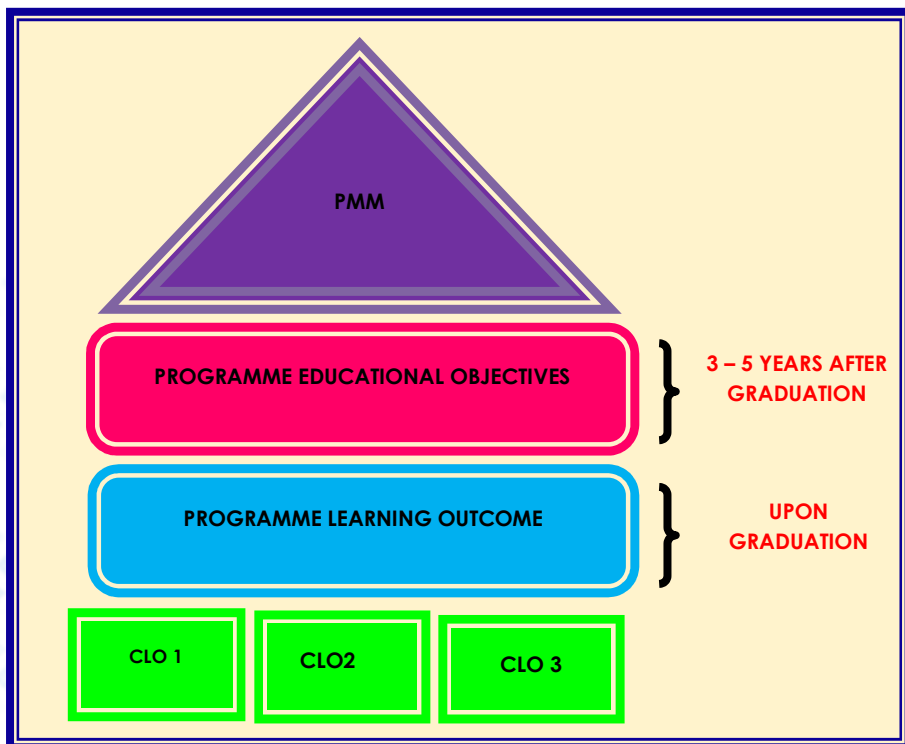 PMM
PROGRAMME EDUCATIONAL OBJECTIVES
3 – 5 YEARS AFTER
GRADUATION
PROGRAMME LEARNING OUTCOME
UPON
GRADUATION
CLO 1
CLO2
CLO 3